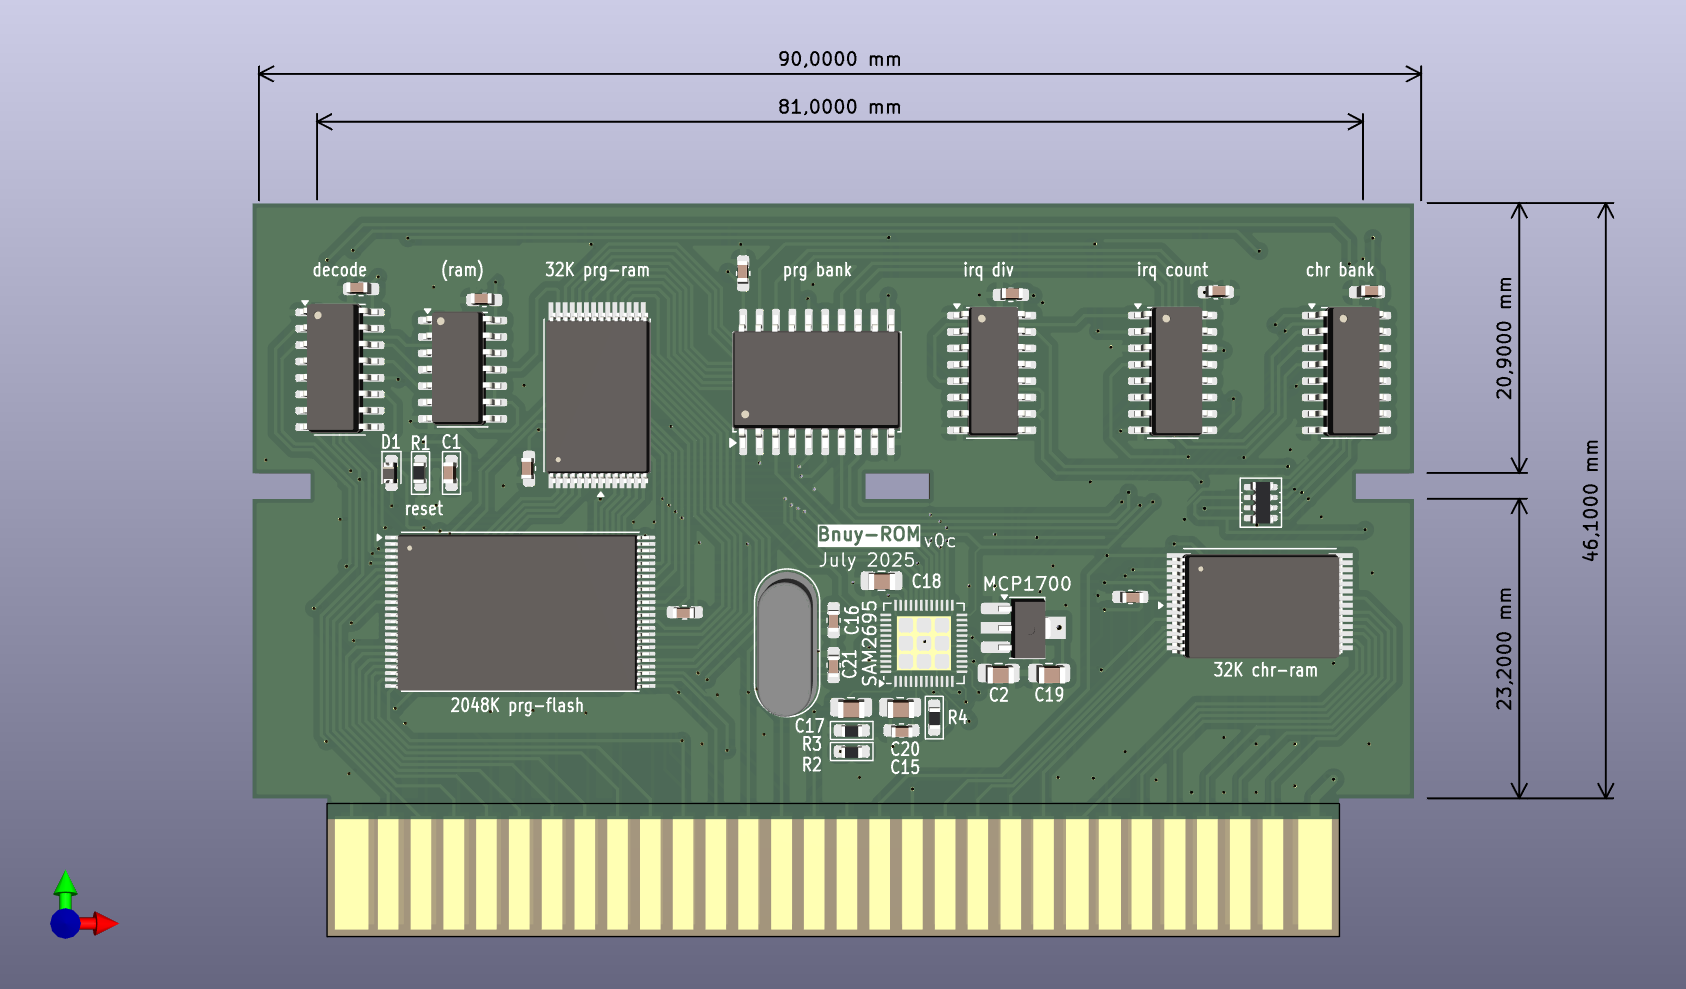 90,0000 mm
81,0000 mm
decode
(ram)
32K prg-ram
prg bank
irq div
irq count
chr bank
20,9000 mm
46,1000 mm
D1
R1
C1
reset
Bnuy-ROM
v0c
July 2025
C18
MCP1700
C16
C21
SAM2695
C2
C19
32K chr-ram
23,2000 mm
2048K prg-flash
C17
R3
R2
R4
C20
C15